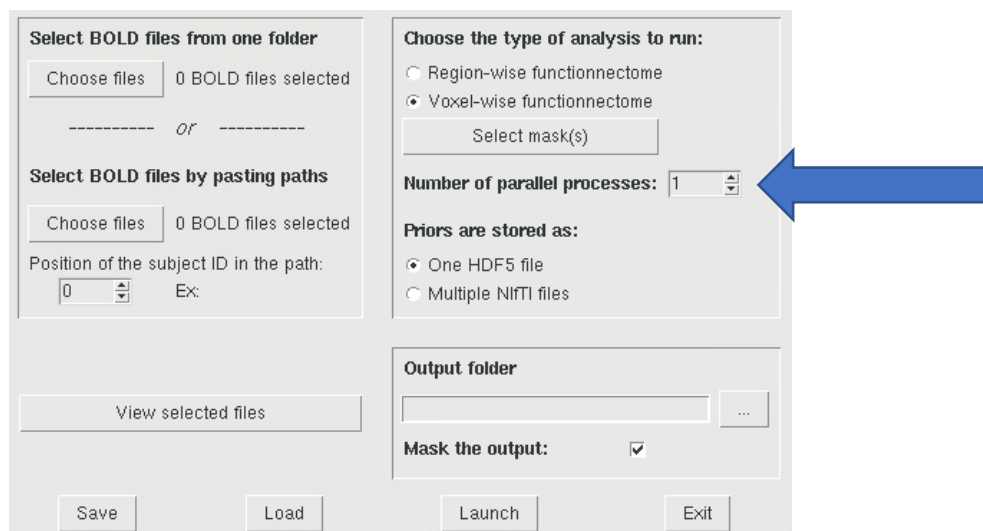 Select BOLD files from one folder
Choose files 0 BOLD files selected
---------- or ----------
Select BOLD files by pasting paths
Choose files 0 BOLD files selected
Position of the subject ID in the path:
0 Ex:
View selected files
Choose the type of analysis to run:
Region-wise functionnectome
Voxel-wise functionnectome
Select mask(s)
Number of parallel processes: 1
Priors are stored as:
One HDF5 file
Multiple NIfTI files
Output folder
...
Mask the output:
Save Load Launch Exit